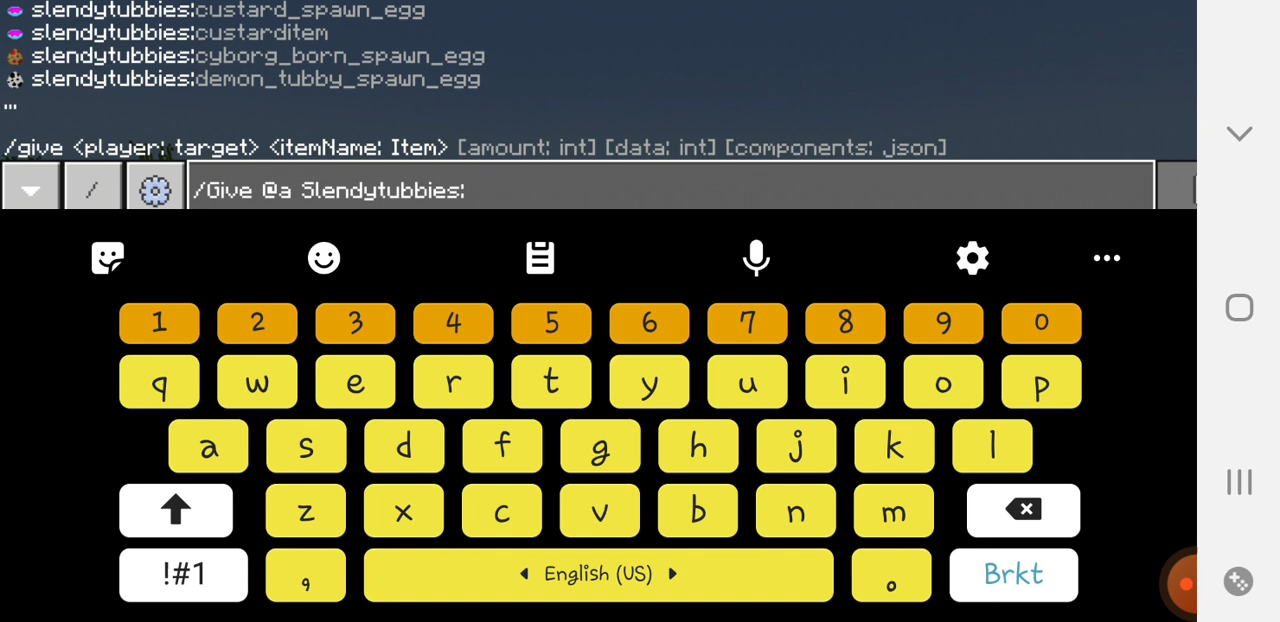 slendytubbies:custard_spawn_egg
slendytubbies:custarditem
slendytubbies:cyborg_born_spawn_egg
slendytubbies:demon_tubby_spawn_egg
...
/give <player: target> <itemName: Item> [amount: int] [data: int] [components: json]
/ /Give @a Slendytubbies:
1 2 3 4 5 6 7 8 9 0
q w e r t y u i o p
a s d f g h j k l
z x c v b n m
!#1 , English (US) . Brkt